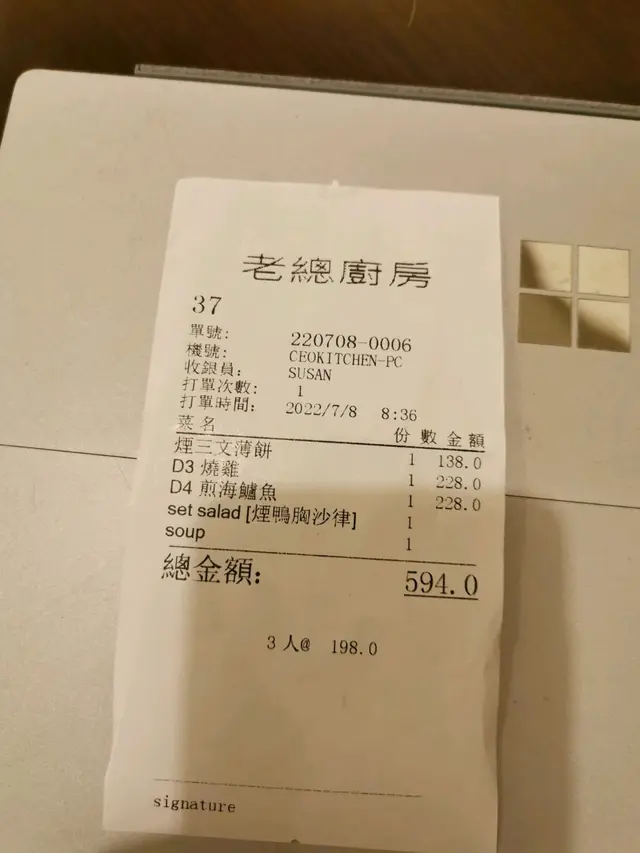 老總廚房
37
單號: 220708-0006
機號: CEOKITCHEN-PC
收銀員: SUSAN
打單次數: 1
打單時間: 2022/7/8 8:36
菜名 份數 金額
煙三文薄餅 1 138.0
D3 燒雞 1 228.0
D4 煎海鱸魚 1 228.0
set salad [煙鴨胸沙律] 1
soup 1
總金額: 594.0
3 人@ 198.0
signature